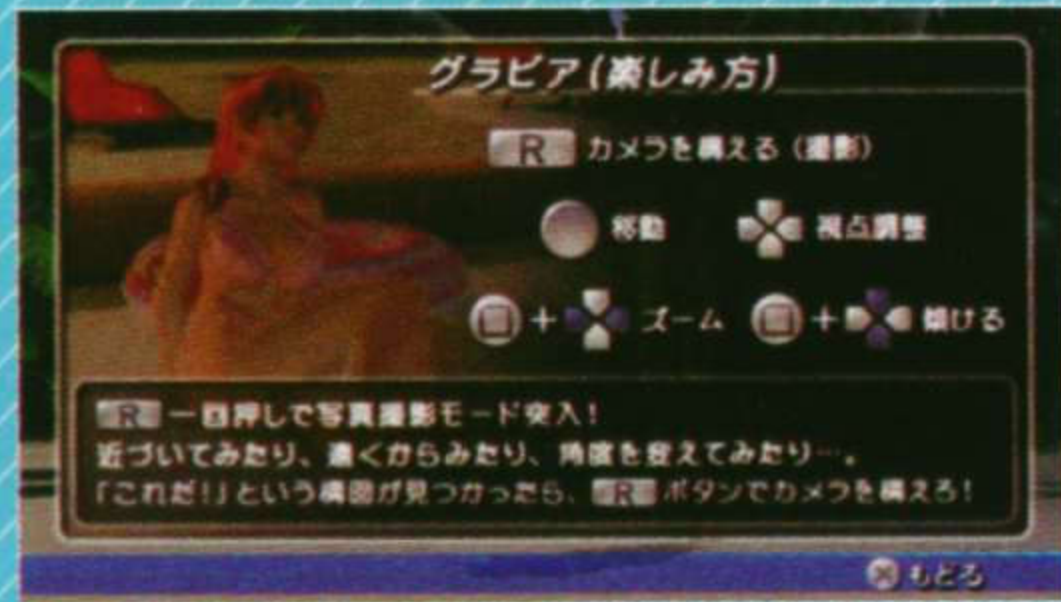 グラビア(楽しみ方)
R カメラを構える(撮影)
移動 視点調整
+ ズーム + 傾ける
R 一回押しで写真撮影モード突入!
近づいてみたり、遠くからみたり、角度を変えてみたり…。
「これだ!」という構図が見つかったら、R ボタンでカメラを構えろ!
もどる